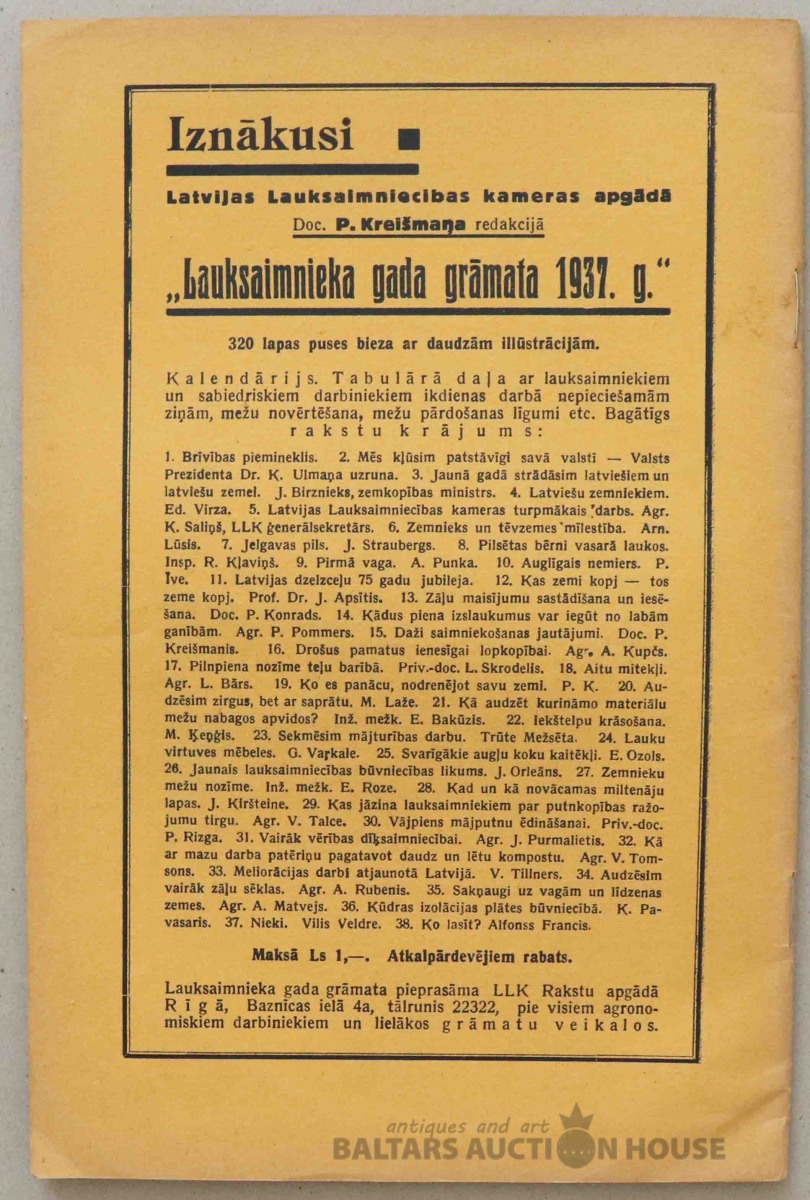 Iznākusi ■
Latvijas Lauksaimniecības kameras apgādā
Doc. P. Kreišmaņa redakcijā
„Lauksaimnieka gada grāmata 1937. g.“
320 lapas puses bieza ar daudzām illūstrācijām.
Kalendārijs. Tabulārā daļa ar lauksaimniekiem
un sabiedriskiem darbiniekiem ikdienas darbā nepieciešamām
ziņām, mežu novērtēšana, mežu pārdošanas līgumi etc. Bagātīgs
rakstu krājums:
1. Brīvības piemineklis. 2. Mēs kļūsim patstāvīgi savā valstī — Valsts
Prezidenta Dr. K. Ulmaņa uzruna. 3. Jaunā gadā strādāsim latviešiem un
latviešu zemei. J. Birznieks, zemkopības ministrs. 4. Latviešu zemniekiem.
Ed. Virza. 5. Latvijas Lauksaimniecības kameras turpmākais darbs. Agr.
K. Saliņš, LLK ģenerālsekretārs. 6. Zemnieks un tēvzemes mīlestība. Arn.
Lūsis. 7. Jelgavas pils. J. Straubergs. 8. Pilsētas bērni vasarā laukos.
Insp. R. Kļaviņš. 9. Pirmā vaga. A. Punka. 10. Auglīgais nemiers. P.
Īve. 11. Latvijas dzelzceļu 75 gadu jubileja. 12. Kas zemi kopj — tos
zeme kopj. Prof. Dr. J. Apsītis. 13. Zāļu maisījumu sastādīšana un iesē-
šana. Doc. P. Konrads. 14. Kādus piena izslaukumus var iegūt no labām
ganībām. Agr. P. Pommers. 15. Daži saimniekošanas jautājumi. Doc. P.
Kreišmanis. 16. Drošus pamatus ienesīgai lopkopībai. Agr. A. Kupčs.
17. Pilnpiena nozīme teļu barībā. Priv.-doc. L. Skrodelis. 18. Aitu mitekļi.
Agr. L. Bārs. 19. Ko es panācu, nodrenējot savu zemi. P. K. 20. Au-
dzēsim zirgus, bet ar saprātu. M. Laže. 21. Kā audzēt kurināmo materiālu
mežu nabagos apvidos? Inž. mežk. E. Bakūzis. 22. Iekštelpu krāsošana.
M. Ķeņģis. 23. Sekmēsim mājturības darbu. Trūte Mežsēta. 24. Lauku
virtuves mēbeles. G. Vaŗkale. 25. Svarīgākie augļu koku kaitēkļi. E. Ozols.
26. Jaunais lauksaimniecības būvniecības likums. J. Orleāns. 27. Zemnieku
mežu nozīme. Inž. mežk. E. Roze. 28. Kad un kā novācamas miltenāju
lapas. J. Kiršteine. 29. Kas jāzina lauksaimniekiem par putnkopības ražo-
jumu tirgu. Agr. V. Talce. 30. Vājpiens mājputnu ēdināšanai. Priv.-doc.
P. Rizga. 31. Vairāk vērības dīķsaimniecībai. Agr. J. Purmalietis. 32. Kā
ar mazu darba patēriņu pagatavot daudz un lētu kompostu. Agr. V. Tom-
sons. 33. Meliorācijas darbi atjaunotā Latvijā. V. Tillners. 34. Audzēsim
vairāk zāļu sēklas. Agr. A. Rubenis. 35. Sakņaugi uz vagām un līdzenas
zemes. Agr. A. Matvejs. 36. Kūdras izolācijas plātes būvniecībā. K. Pa-
vasaris. 37. Nieki. Vilis Veldre. 38. Ko lasīt? Alfonss Francis.
Maksā Ls 1,—. Atkalpārdevējiem rabats.
Lauksaimnieka gada grāmata pieprasāma LLK Rakstu apgādā
Rīgā, Baznīcas ielā 4a, tālrunis 22322, pie visiem agrono-
miskiem darbiniekiem un lielākos grāmatu veikalos.
antiques and art
BALTARS AUCTION HOUSE